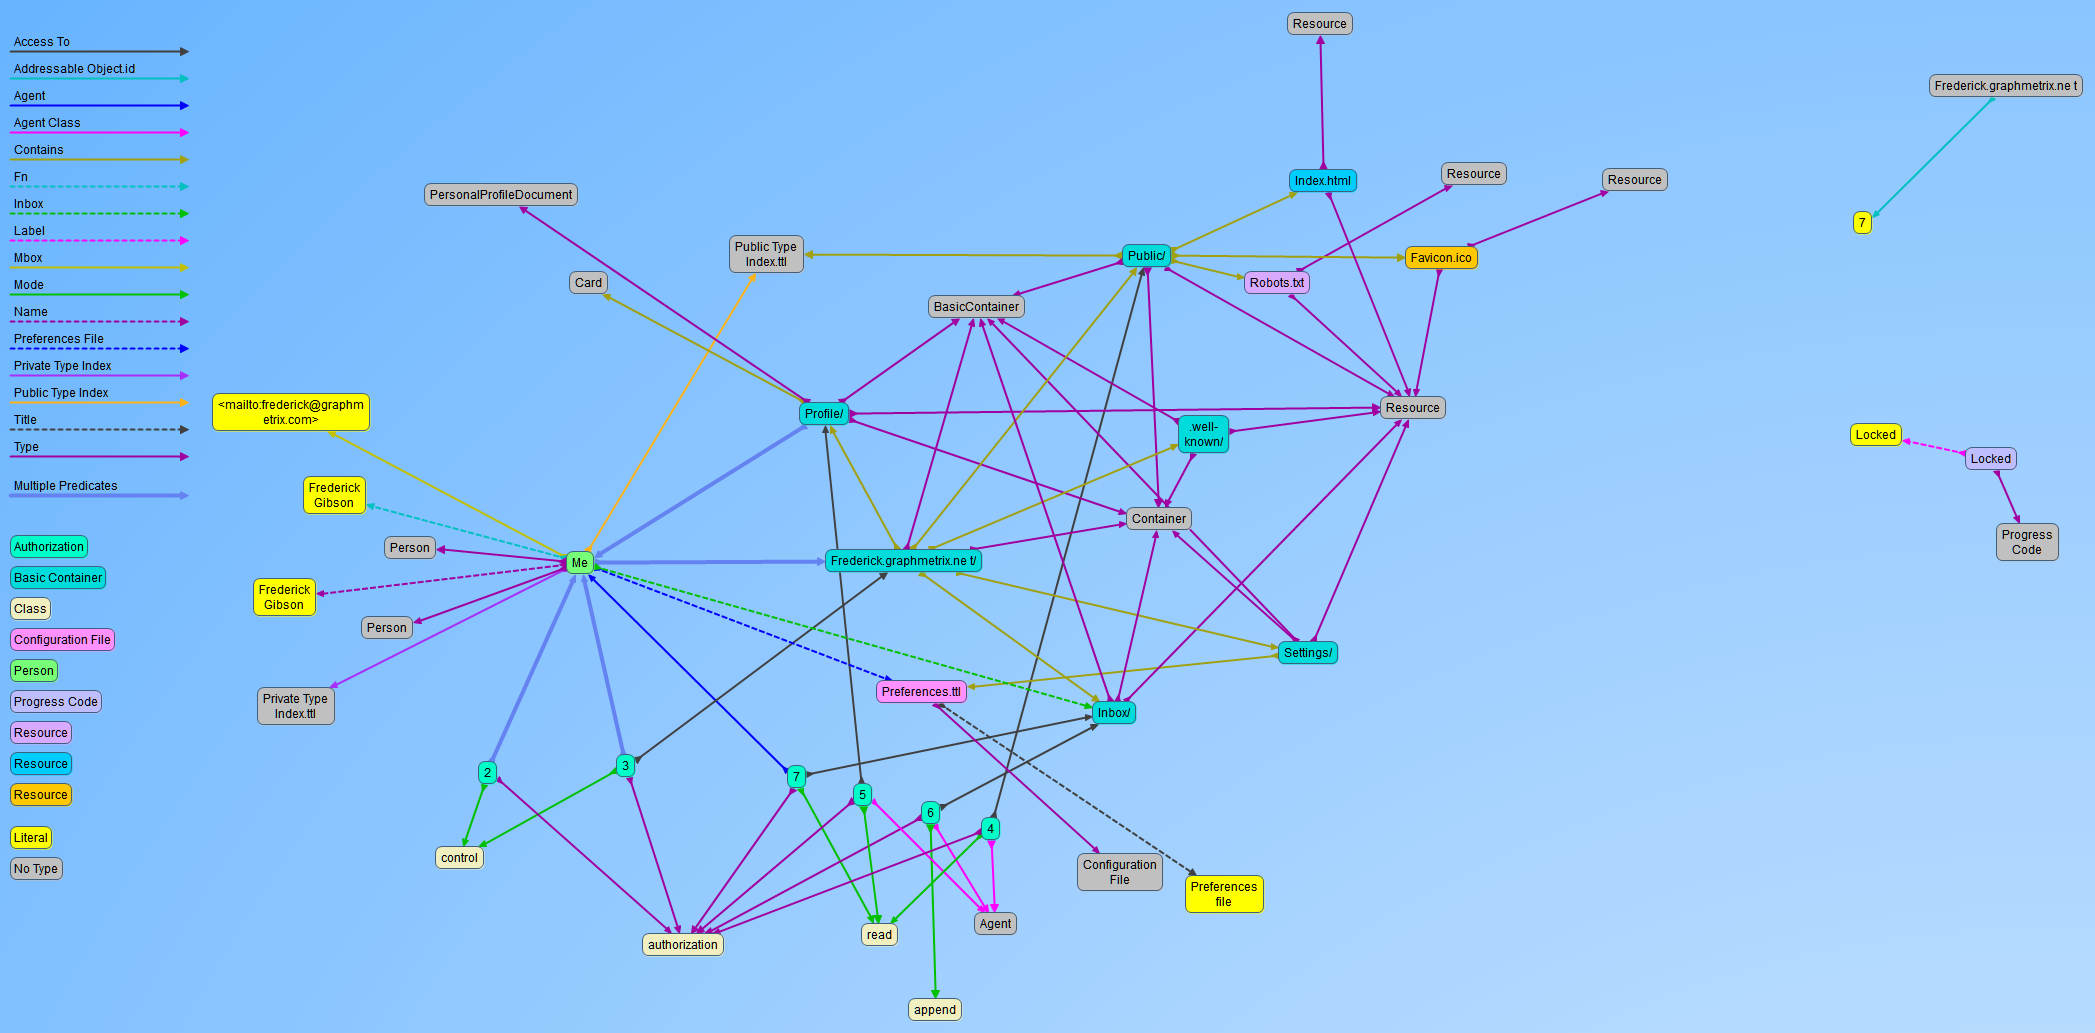 Access To
Addressable Object.id
Agent
Agent Class
Contains
Fn
Inbox
Label
Mbox
Mode
Name
Preferences File
Private Type Index
Public Type Index
Title
Type
Multiple Predicates
Authorization
Basic Container
Class
Configuration File
Person
Progress Code
Resource
Resource
Resource
Literal
No Type
Resource
Frederick.graphmetrix.ne t
Index.html
Resource
Resource
PersonalProfileDocument
7
Public Type
Index.ttl
Public/
Favicon.ico
Card
Robots.txt
BasicContainer
<mailto:frederick@graphm
etrix.com>
Profile/
Resource
.well-
known/
Locked
Locked
Frederick
Gibson
Container
Progress
Code
Person
Me
Frederick.graphmetrix.ne t/
Frederick
Gibson
Person
Settings/
Private Type
Index.ttl
Preferences.ttl
Inbox/
2
3
7
5
6
4
control
Configuration
File
Preferences
file
authorization
read
Agent
append